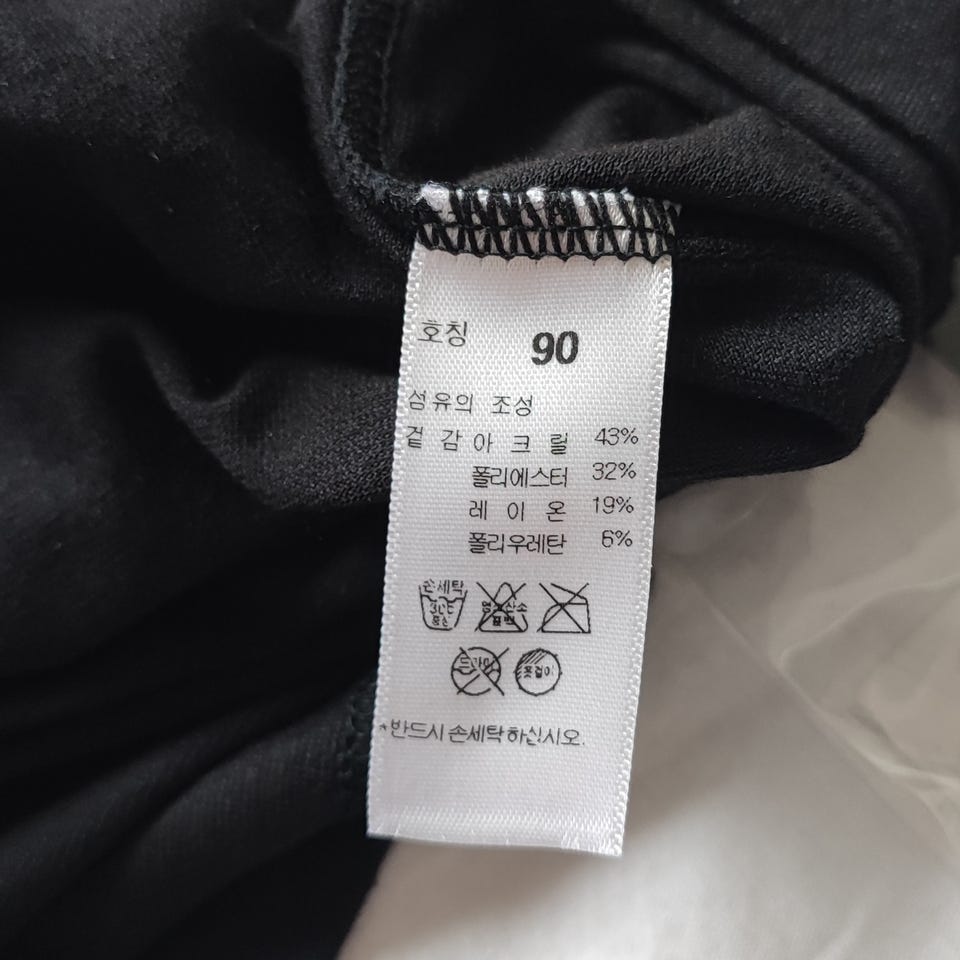 호칭 90
섬유의 조성
겉감 아크릴 43%
폴리에스터 32%
레이온 19%
폴리우레탄 6%
손세탁
30℃
중성
염소,산소
표백
드라이
옷걸이
*반드시 손세탁하십시오.